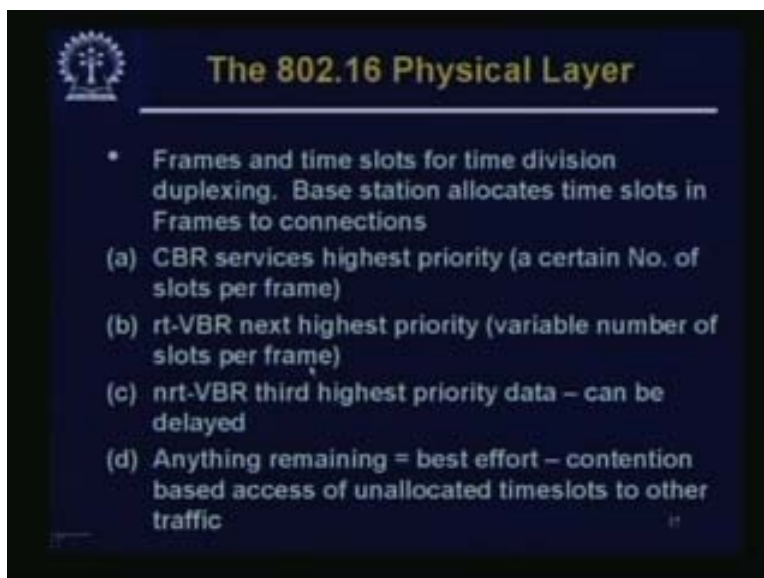 The 802.16 Physical Layer
• Frames and time slots for time division
duplexing. Base station allocates time slots in
Frames to connections
(a) CBR services highest priority (a certain No. of
slots per frame)
(b) rt-VBR next highest priority (variable number of
slots per frame)
(c) nrt-VBR third highest priority data – can be
delayed
(d) Anything remaining = best effort – contention
based access of unallocated timeslots to other
traffic